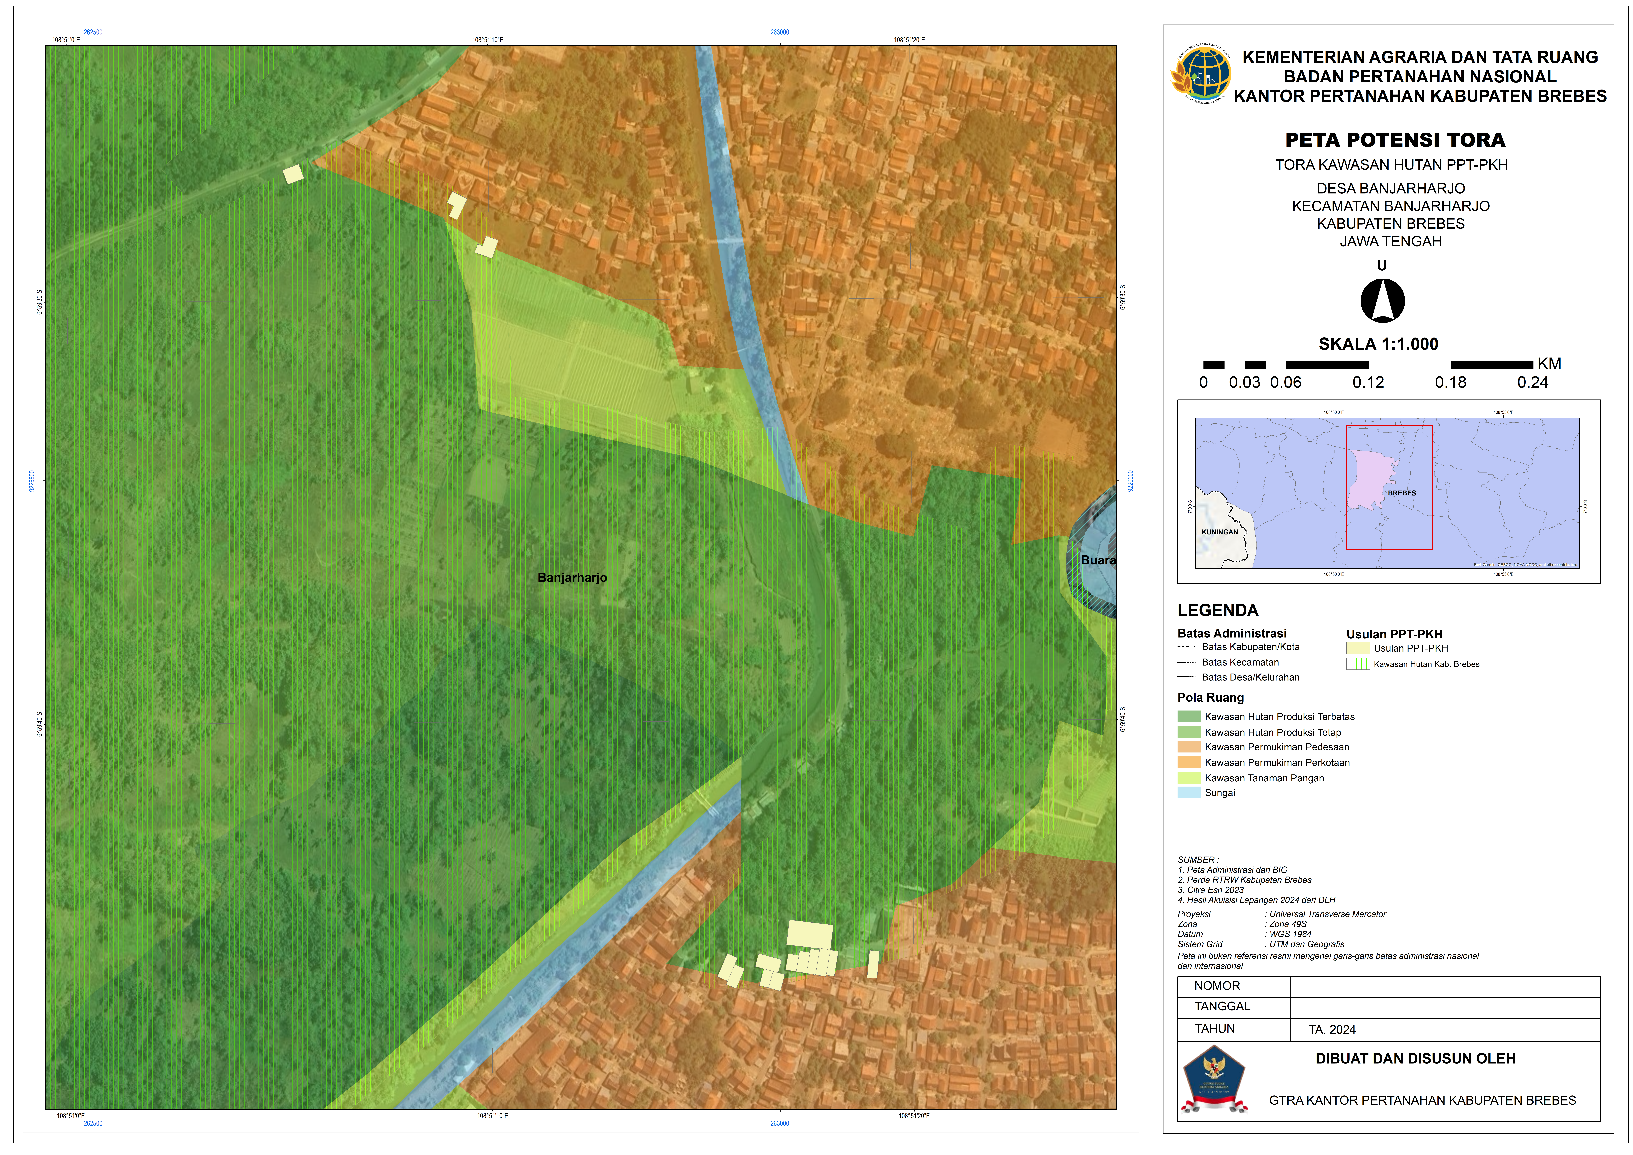 KEMENTERIAN AGRARIA DAN TATA RUANG
BADAN PERTANAHAN NASIONAL
KANTOR PERTANAHAN KABUPATEN BREBES
PETA POTENSI TORA
TORA KAWASAN HUTAN PPT-PKH
DESA BANJARHARJO
KECAMATAN BANJARHARJO
KABUPATEN BREBES
JAWA TENGAH
U
SKALA 1:1.000
KM
0 0.03 0.06 0.12 0.18 0.24
BREBES
KUNINGAN
LEGENDA
Batas Administrasi
Batas Kabupaten/Kota
Batas Kecamatan
Batas Desa/Kelurahan
Usulan PPT-PKH
Usulan PPT-PKH
Kawasan Hutan Kab. Brebes
Pola Ruang
Kawasan Hutan Produksi Terbatas
Kawasan Hutan Produksi Tetap
Kawasan Permukiman Pedesaan
Kawasan Permukiman Perkotaan
Kawasan Tanaman Pangan
Sungai
SUMBER :
1. Peta Administrasi dari BIG
2. Perda RTRW Kabupaten Brebes
3. Citra Esri 2023
4. Hasil Akuisisi Lapangan 2024 dari DLH
Proyeksi : Universal Transverse Mercator
Zona : Zone 49S
Datum : WGS 1984
Sistem Grid : UTM dan Geografis
Peta ini bukan referensi resmi mengenai garis-garis batas administrasi nasional
dan internasional
NOMOR
TANGGAL
TAHUN TA. 2024
DIBUAT DAN DISUSUN OLEH
GTRA KANTOR PERTANAHAN KABUPATEN BREBES
Banjarharjo
Buara
262500
263000
262500
263000